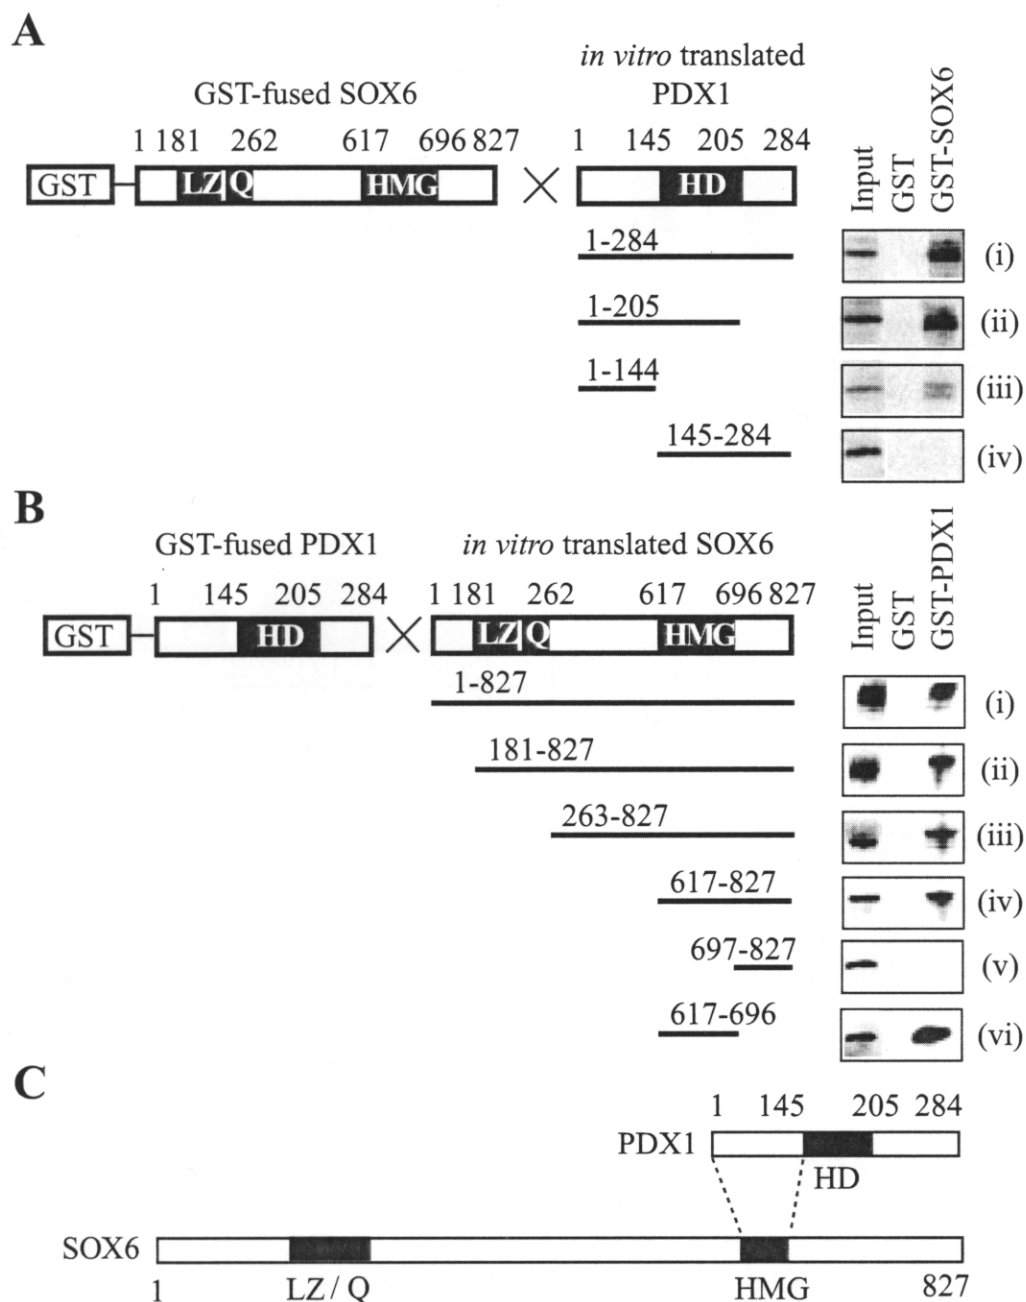 A
in vitro translated
GST-fused SOX6 PDX1
1 181 262 617 696 827 1 145 205 284
GST LZ Q HMG HD
Input GST GST-SOX6
1-284 (i)
1-205 (ii)
1-144 (iii)
145-284 (iv)
B
GST-fused PDX1 in vitro translated SOX6
1 145 205 284 1 181 262 617 696 827
GST HD LZ Q HMG
Input GST GST-PDX1
1-827 (i)
181-827 (ii)
263-827 (iii)
617-827 (iv)
697-827 (v)
617-696 (vi)
C
1 145 205 284
PDX1
HD
SOX6
1 LZ / Q HMG 827